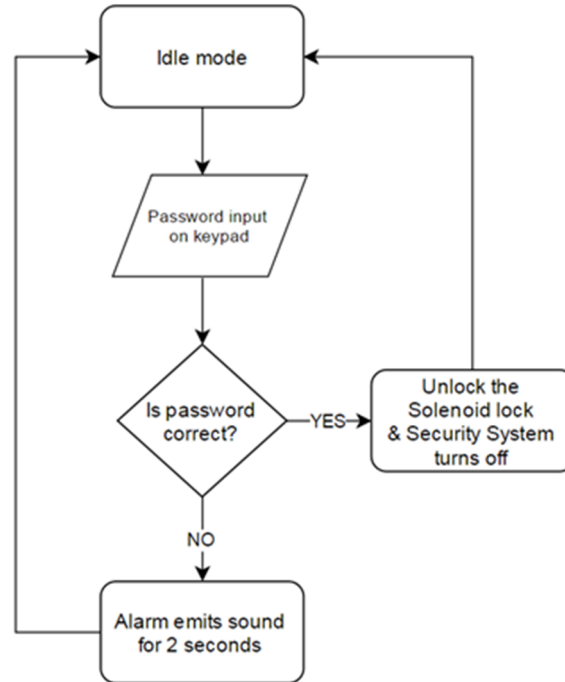 Idle mode
Password input
on keypad
Is password
correct?
YES
Unlock the
Solenoid lock
& Security System
turns off
NO
Alarm emits sound
for 2 seconds